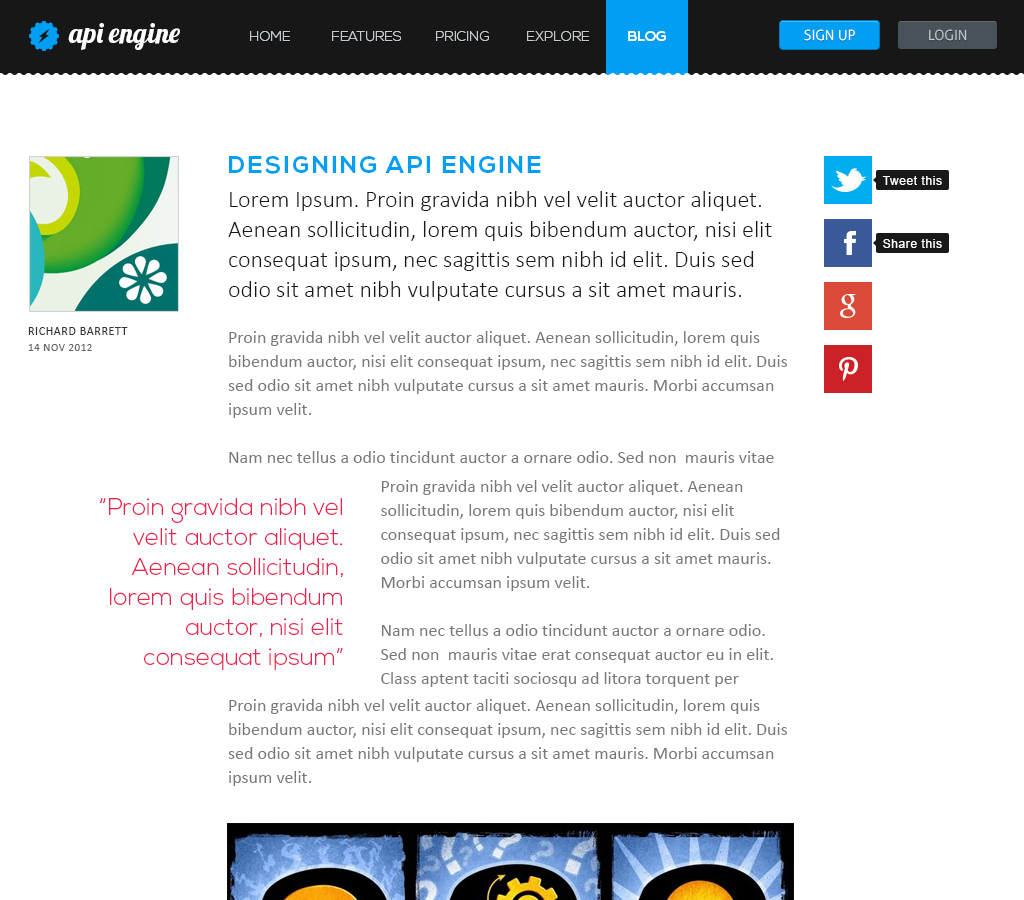 api engine
HOME
FEATURES
PRICING
EXPLORE
BLOG
SIGN UP
LOGIN
DESIGNING API ENGINE
Lorem Ipsum. Proin gravida nibh vel velit auctor aliquet.
Aenean sollicitudin, lorem quis bibendum auctor, nisi elit
consequat ipsum, nec sagittis sem nibh id elit. Duis sed
odio sit amet nibh vulputate cursus a sit amet mauris.
Tweet this
Share this
RICHARD BARRETT
14 NOV 2012
Proin gravida nibh vel velit auctor aliquet. Aenean sollicitudin, lorem quis
bibendum auctor, nisi elit consequat ipsum, nec sagittis sem nibh id elit. Duis
sed odio sit amet nibh vulputate cursus a sit amet mauris. Morbi accumsan
ipsum velit.
Nam nec tellus a odio tincidunt auctor a ornare odio. Sed non  mauris vitae
“Proin gravida nibh vel
velit auctor aliquet.
Aenean sollicitudin,
lorem quis bibendum
auctor, nisi elit
consequat ipsum”
Proin gravida nibh vel velit auctor aliquet. Aenean
sollicitudin, lorem quis bibendum auctor, nisi elit
consequat ipsum, nec sagittis sem nibh id elit. Duis sed
odio sit amet nibh vulputate cursus a sit amet mauris.
Morbi accumsan ipsum velit.
Nam nec tellus a odio tincidunt auctor a ornare odio.
Sed non  mauris vitae erat consequat auctor eu in elit.
Class aptent taciti sociosqu ad litora torquent per
Proin gravida nibh vel velit auctor aliquet. Aenean sollicitudin, lorem quis
bibendum auctor, nisi elit consequat ipsum, nec sagittis sem nibh id elit. Duis
sed odio sit amet nibh vulputate cursus a sit amet mauris. Morbi accumsan
ipsum velit.